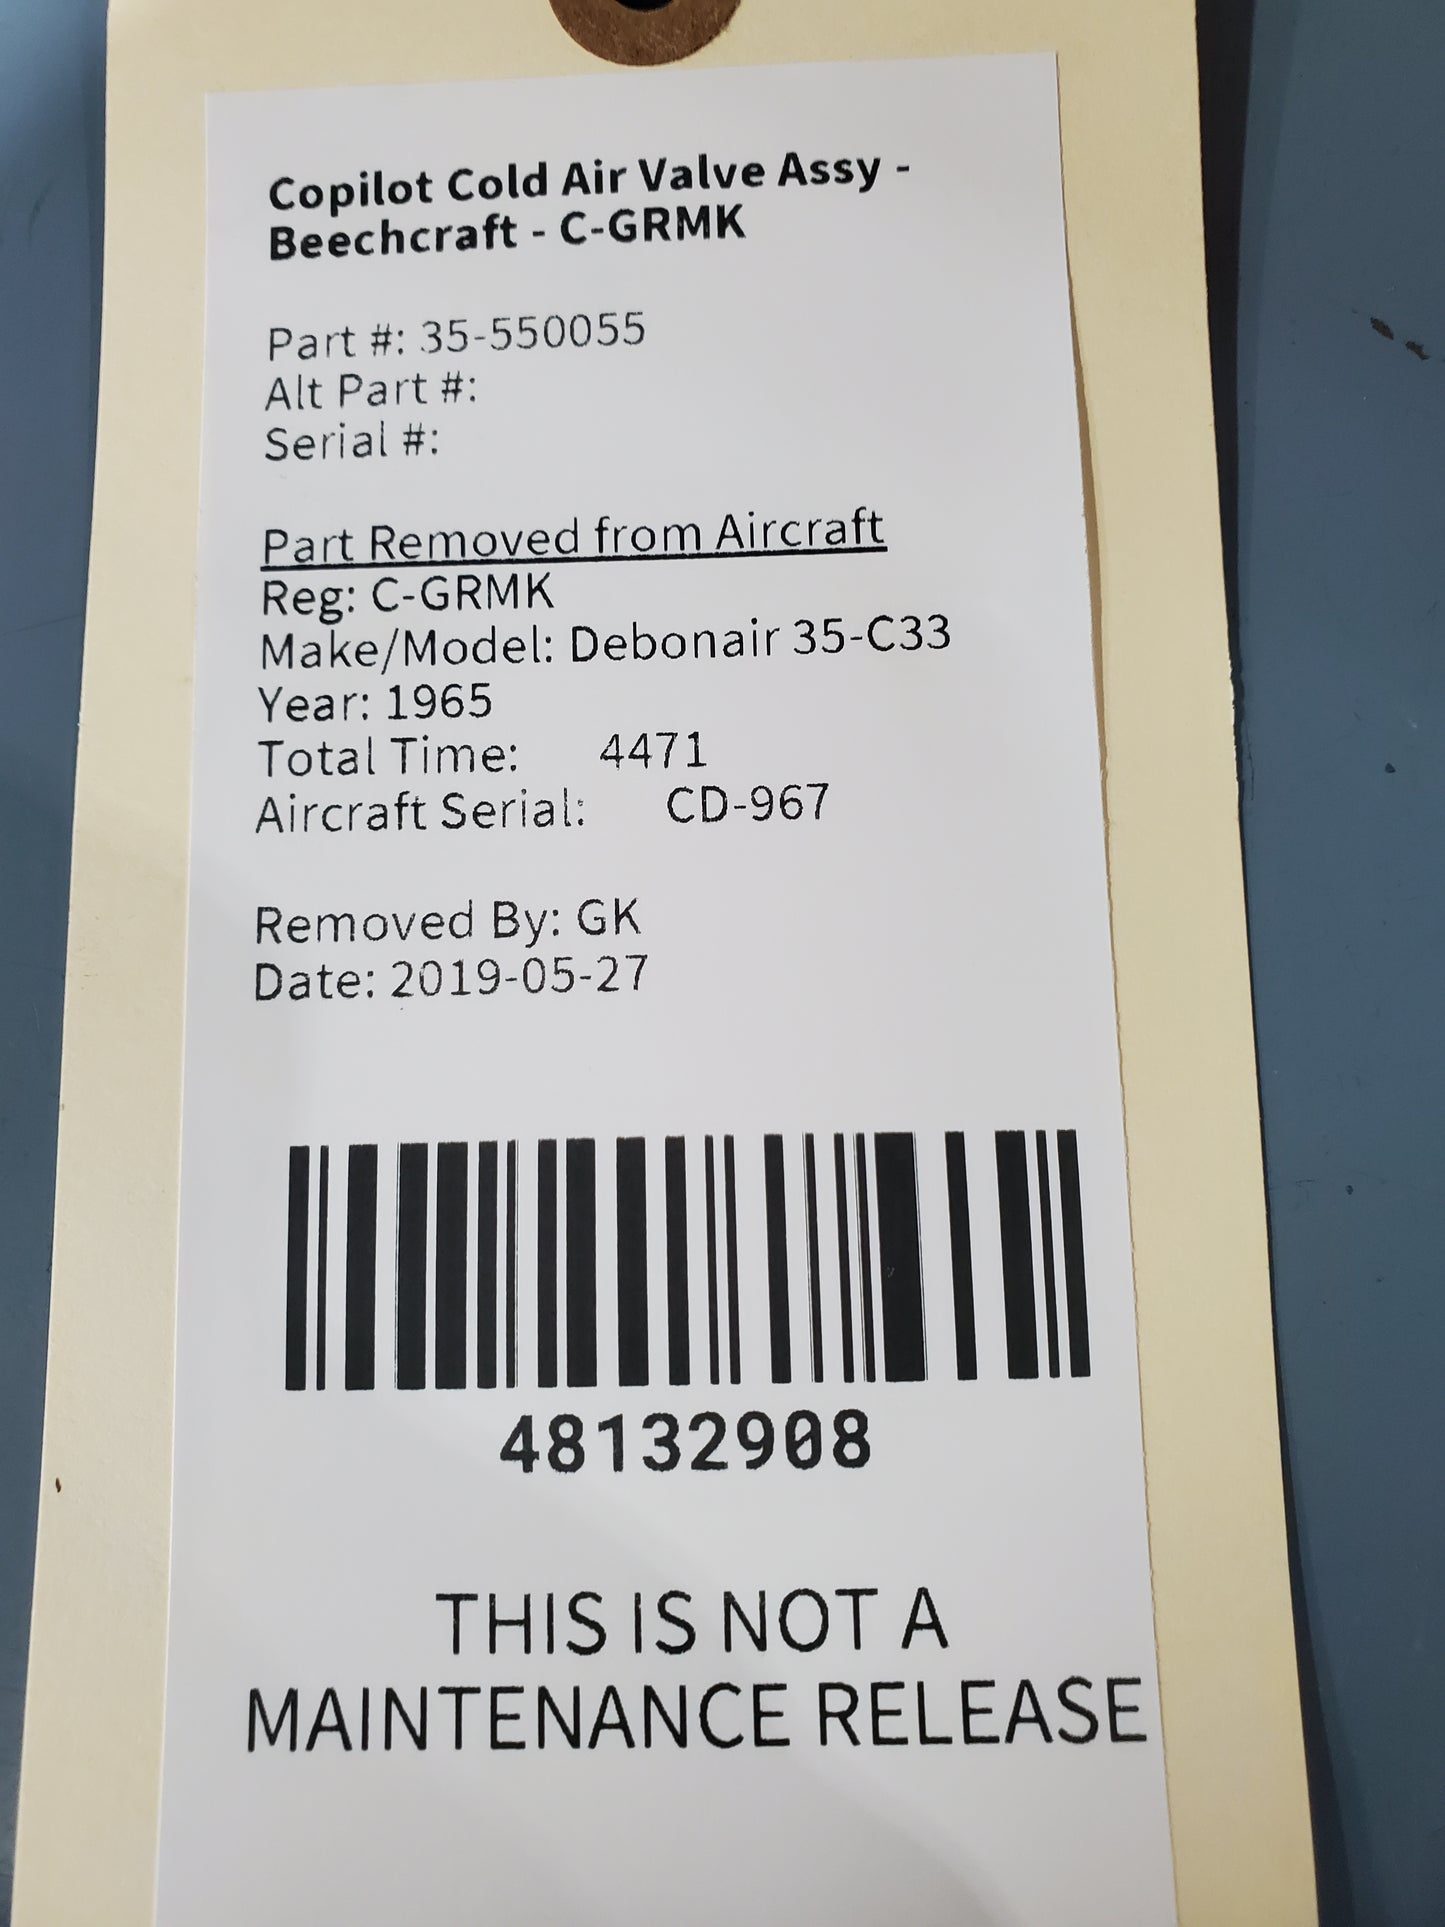 Copilot Cold Air Valve Assy -
Beechcraft - C-GRMK
Part #: 35-550055
Alt Part #:
Serial #:
Part Removed from Aircraft
Reg: C-GRMK
Make/Model: Debonair 35-C33
Year: 1965
Total Time: 4471
Aircraft Serial: CD-967
Removed By: GK
Date: 2019-05-27
48132908
THIS IS NOT A
MAINTENANCE RELEASE